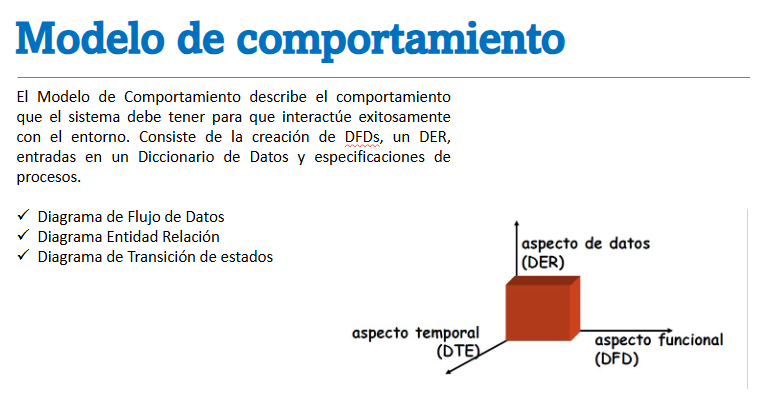 Modelo de comportamiento
El Modelo de Comportamiento describe el comportamiento
que el sistema debe tener para que interactúe exitosamente
con el entorno. Consiste de la creación de DFDs, un DER,
entradas en un Diccionario de Datos y especificaciones de
procesos.
✓ Diagrama de Flujo de Datos
✓ Diagrama Entidad Relación
✓ Diagrama de Transición de estados
aspecto de datos
(DER)
aspecto temporal
(DTE)
aspecto funcional
(DFD)